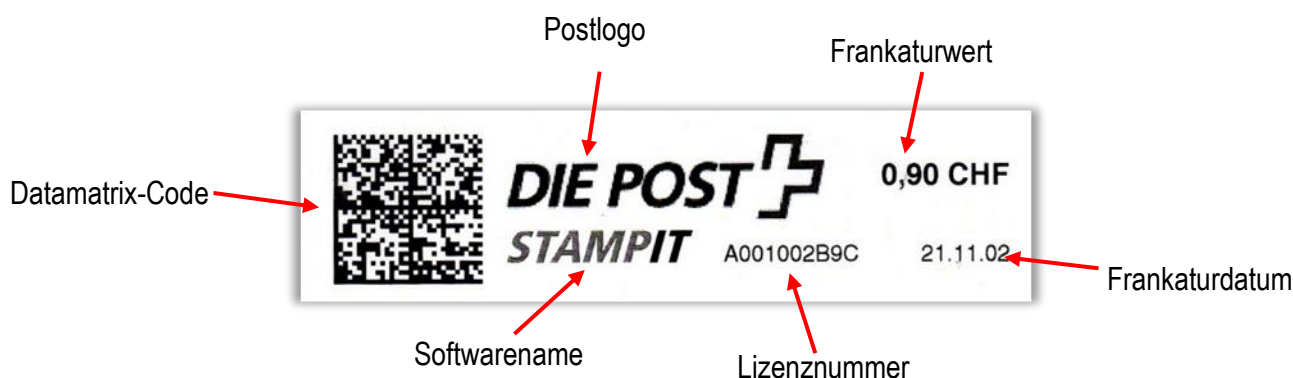 Postlogo
Frankaturwert
Datamatrix-Code
DIE POST
0,90 CHF
STAMPIT
A001002B9C
21.11.02
Frankaturdatum
Softwarename
Lizenznummer